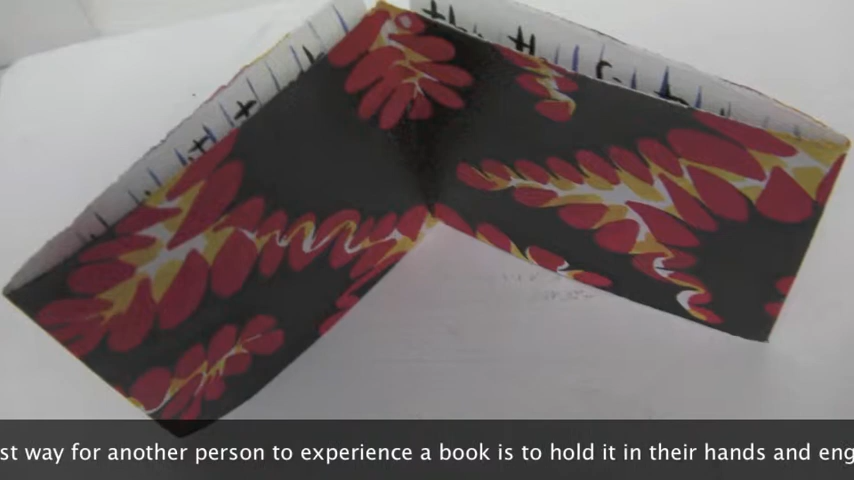 st way for another person to experience a book is to hold it in their hands and eng